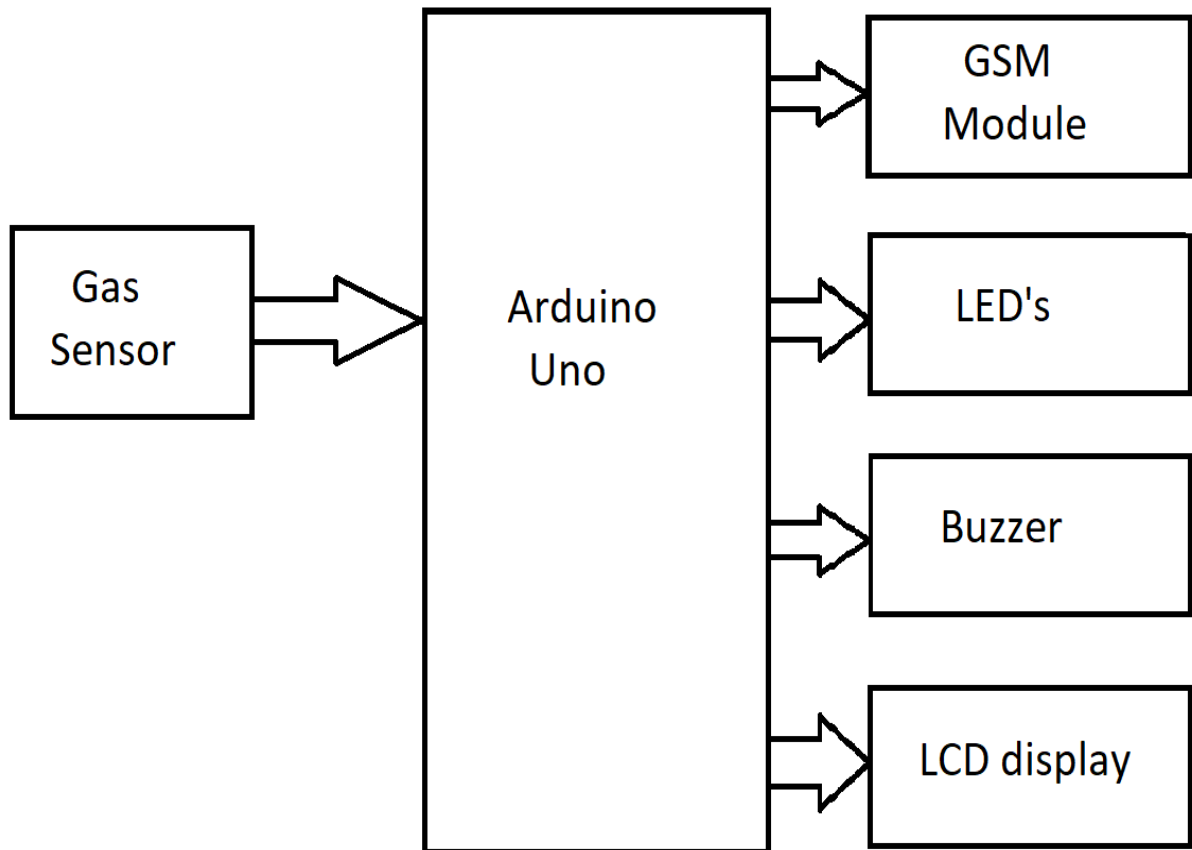 Gas
Sensor
Arduino
Uno
GSM
Module
LED's
Buzzer
LCD display